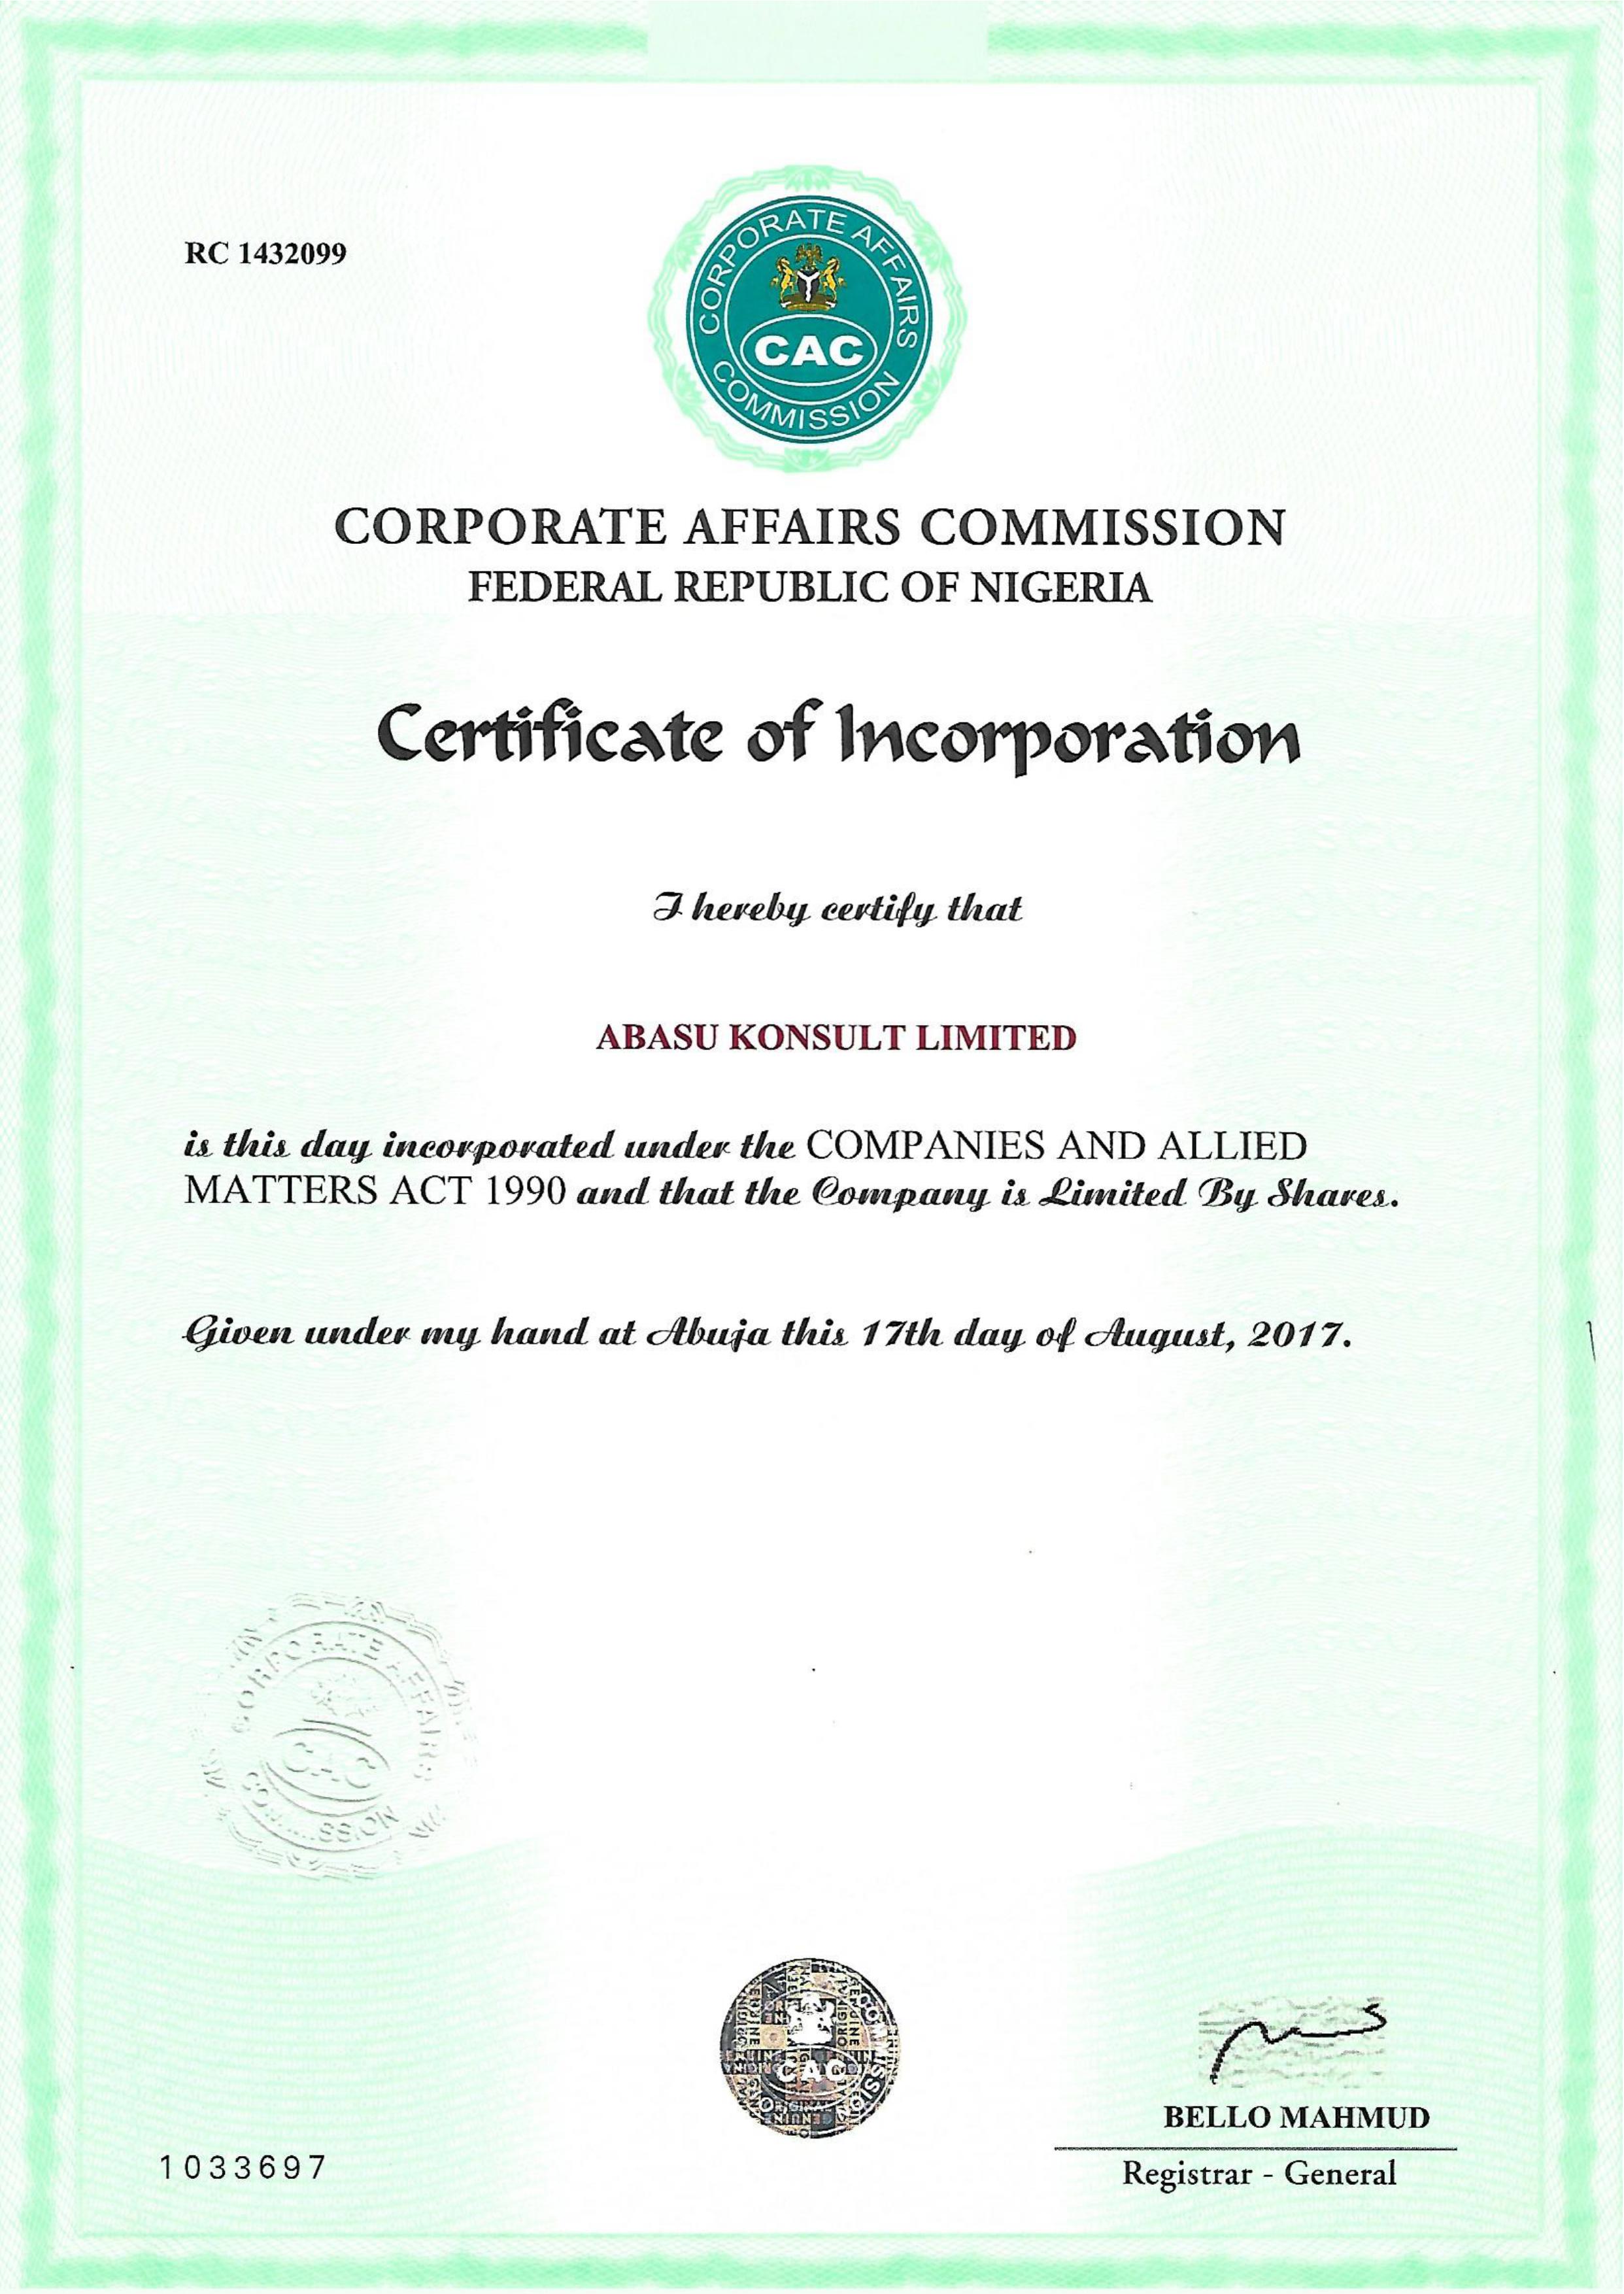 RC 1432099
CORPORATE AFFAIRS
CAC
COMMISSION
CORPORATE AFFAIRS COMMISSION
FEDERAL REPUBLIC OF NIGERIA
Certificate of Incorporation
I hereby certify that
ABASU KONSULT LIMITED
is this day incorporated under the COMPANIES AND ALLIED
MATTERS ACT 1990 and that the Company is Limited By Shares.
Given under my hand at Abuja this 17th day of August, 2017.
CORPORATE AFFAIRS
CAC
CAC
COMMISSION
BELLO MAHMUD
Registrar - General
1033697